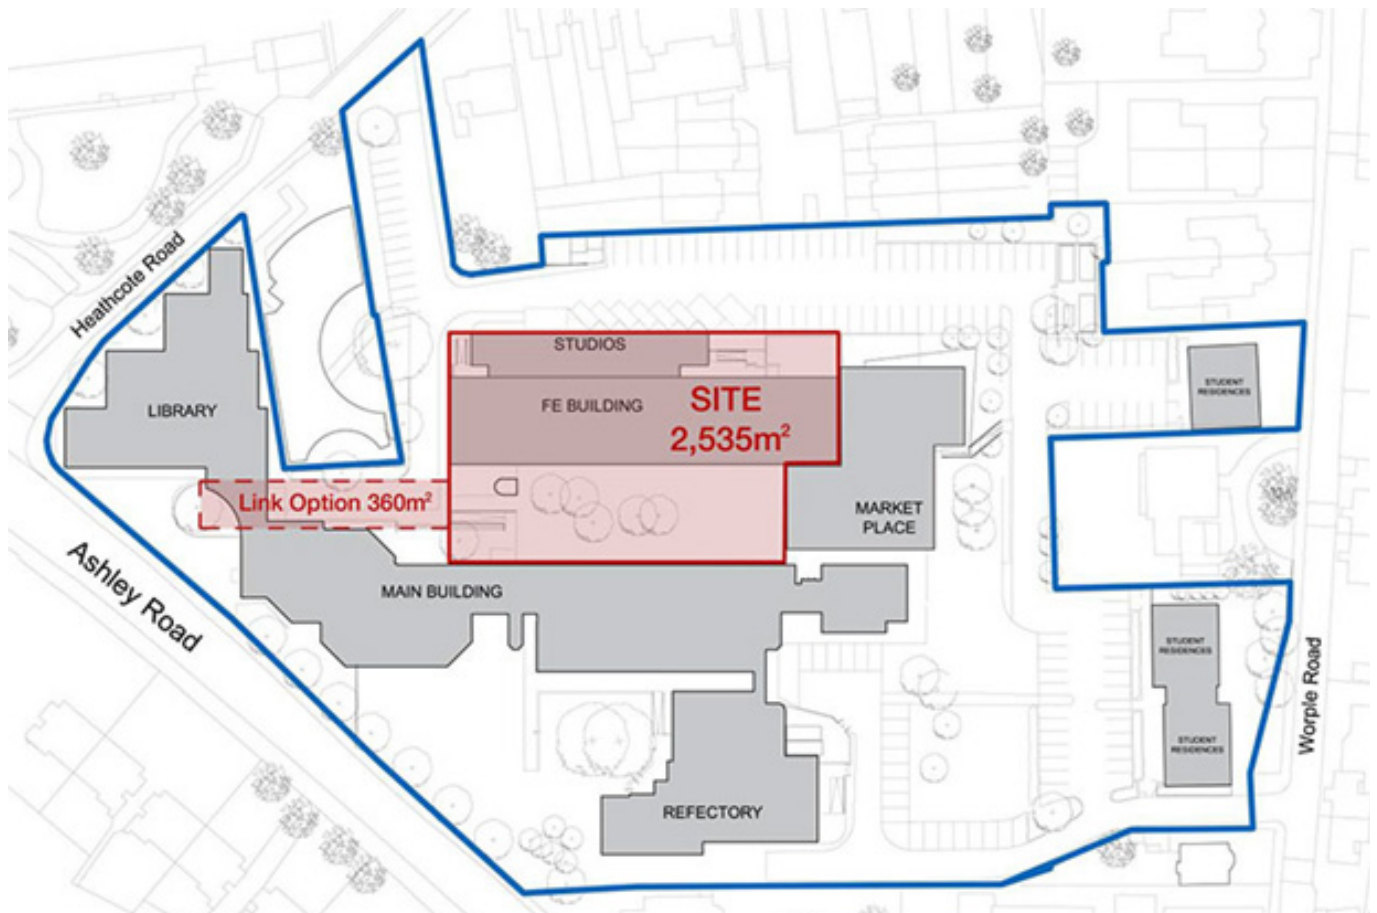 Heathcote Road
STUDIOS
FE BUILDING
SITE
2,535m²
STUDENT
RESIDENCES
LIBRARY
Link Option 360m²
MARKET
PLACE
Ashley Road
MAIN BUILDING
STUDENT
RESIDENCES
Worple Road
STUDENT
RESIDENCES
REFECTORY